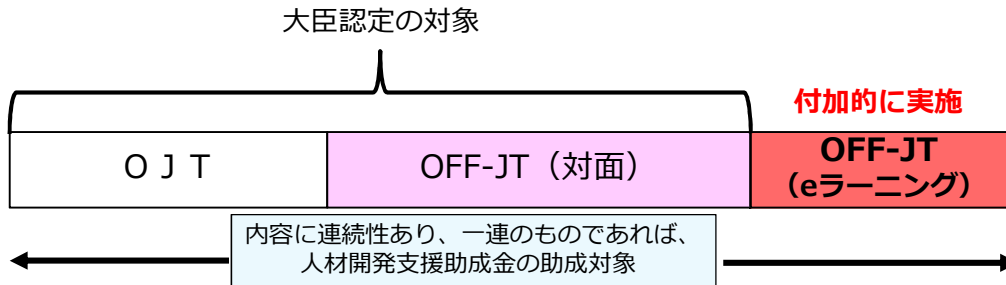 大臣認定の対象
付加的に実施
ＯＪＴ
OFF-JT（対面）
OFF-JT
（eラーニング）
内容に連続性あり、一連のものであれば、
人材開発支援助成金の助成対象